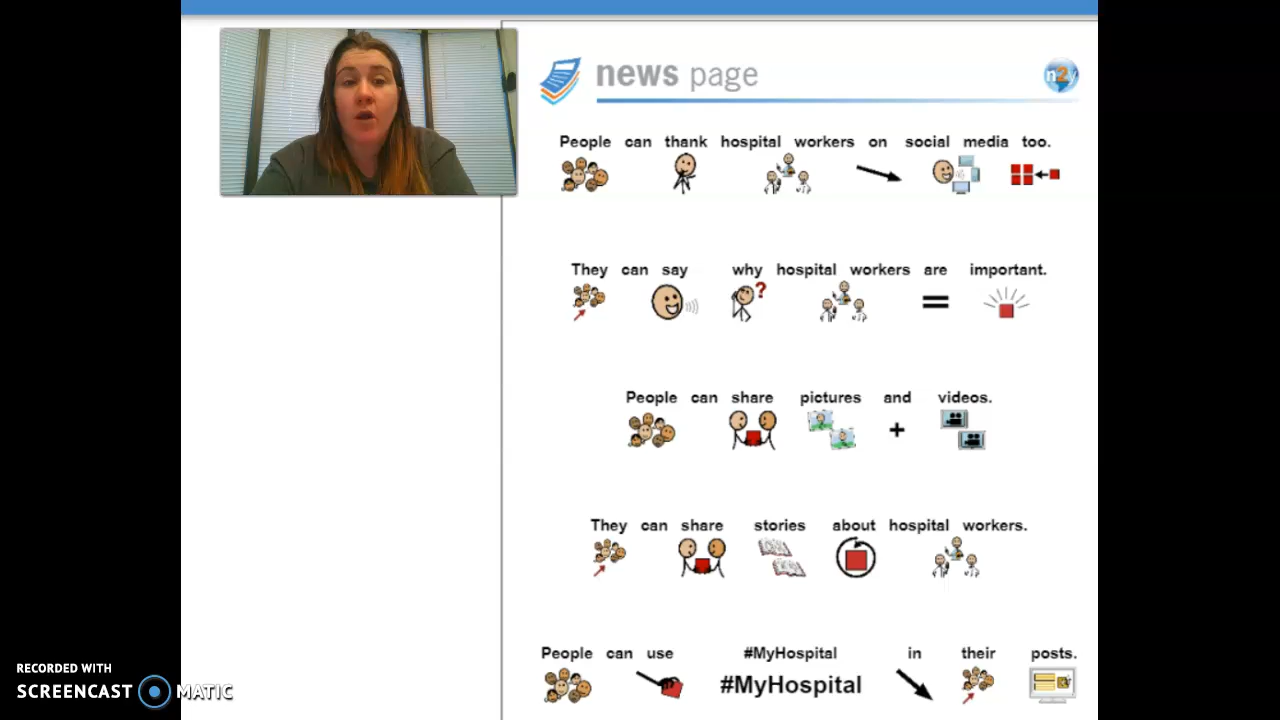 news page
n2y
People can thank hospital workers on social media too.
They can say why hospital workers are important.
People can share pictures and videos.
They can share stories about hospital workers.
People can use #MyHospital in their posts.
#MyHospital
RECORDED WITH
SCREENCAST MATIC